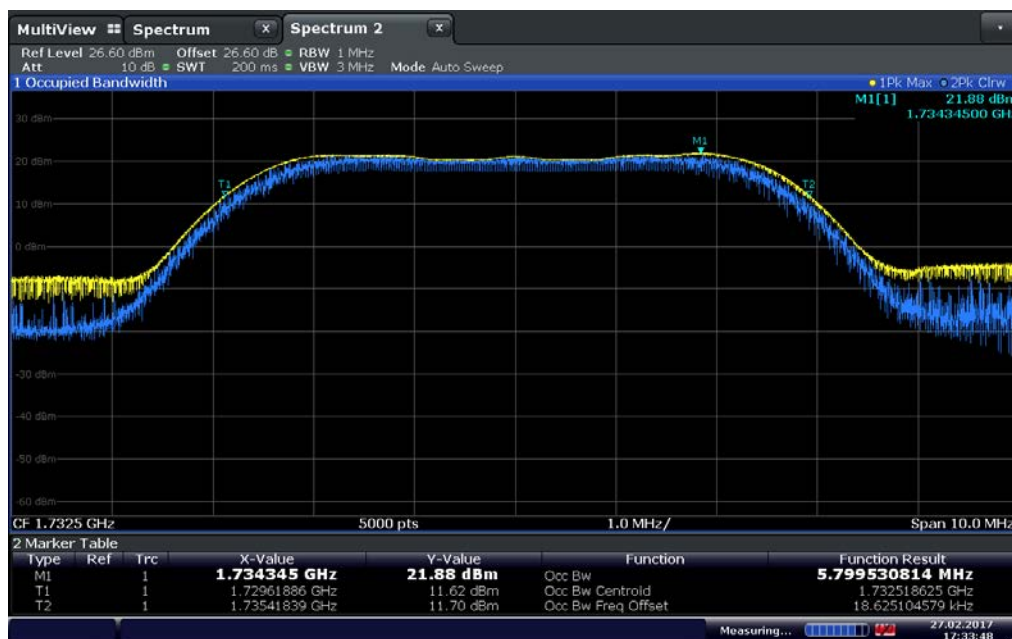 MultiView Spectrum X Spectrum 2 X
Ref Level 26.60 dBm Offset 26.60 dB RBW 1 MHz
Att 10 dB SWT 200 ms VBW 3 MHz Mode Auto Sweep
1 Occupied Bandwidth 1Pk Max 2Pk Clrw
M1[1] 21.88 dBm
1.73434500 GH
30 dBm
M1
20 dBm
T1 T2
10 dBm
0 dBm
-30 dBm
-40 dBm
-50 dBm
-60 dBm
CF 1.7325 GHz 5000 pts 1.0 MHz/ Span 10.0 MHz
2 Marker Table
Type Ref Trc X-Value Y-Value Function Function Result
M1 1 1.734345 GHz 21.88 dBm Occ Bw 5.799530814 MHz
T1 1 1.72961886 GHz 11.62 dBm Occ Bw Centroid 1.732518625 GHz
T2 1 1.73541839 GHz 11.70 dBm Occ Bw Freq Offset 18.625104579 kHz
Measuring... 27.02.2017
17:33:48